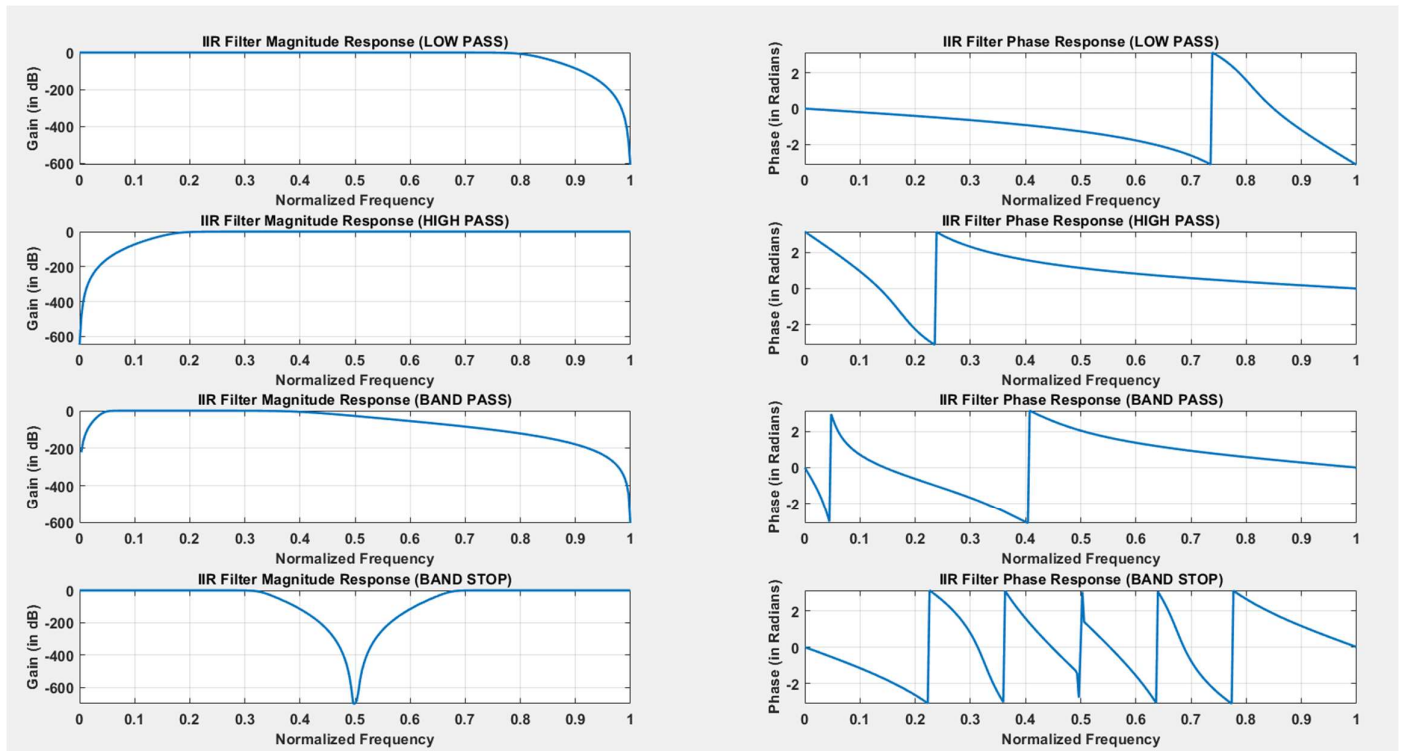 IIR Filter Magnitude Response (LOW PASS)
Gain (in dB)
0
-200
-400
-600
0 0.1 0.2 0.3 0.4 0.5 0.6 0.7 0.8 0.9 1
Normalized Frequency
IIR Filter Phase Response (LOW PASS)
Phase (in Radians)
2
0
-2
0 0.1 0.2 0.3 0.4 0.5 0.6 0.7 0.8 0.9 1
Normalized Frequency
IIR Filter Magnitude Response (HIGH PASS)
Gain (in dB)
0
-200
-400
-600
0 0.1 0.2 0.3 0.4 0.5 0.6 0.7 0.8 0.9 1
Normalized Frequency
IIR Filter Phase Response (HIGH PASS)
Phase (in Radians)
2
0
-2
0 0.1 0.2 0.3 0.4 0.5 0.6 0.7 0.8 0.9 1
Normalized Frequency
IIR Filter Magnitude Response (BAND PASS)
Gain (in dB)
0
-200
-400
-600
0 0.1 0.2 0.3 0.4 0.5 0.6 0.7 0.8 0.9 1
Normalized Frequency
IIR Filter Phase Response (BAND PASS)
Phase (in Radians)
2
0
-2
0 0.1 0.2 0.3 0.4 0.5 0.6 0.7 0.8 0.9 1
Normalized Frequency
IIR Filter Magnitude Response (BAND STOP)
Gain (in dB)
0
-200
-400
-600
0 0.1 0.2 0.3 0.4 0.5 0.6 0.7 0.8 0.9 1
Normalized Frequency
IIR Filter Phase Response (BAND STOP)
Phase (in Radians)
2
0
-2
0 0.1 0.2 0.3 0.4 0.5 0.6 0.7 0.8 0.9 1
Normalized Frequency